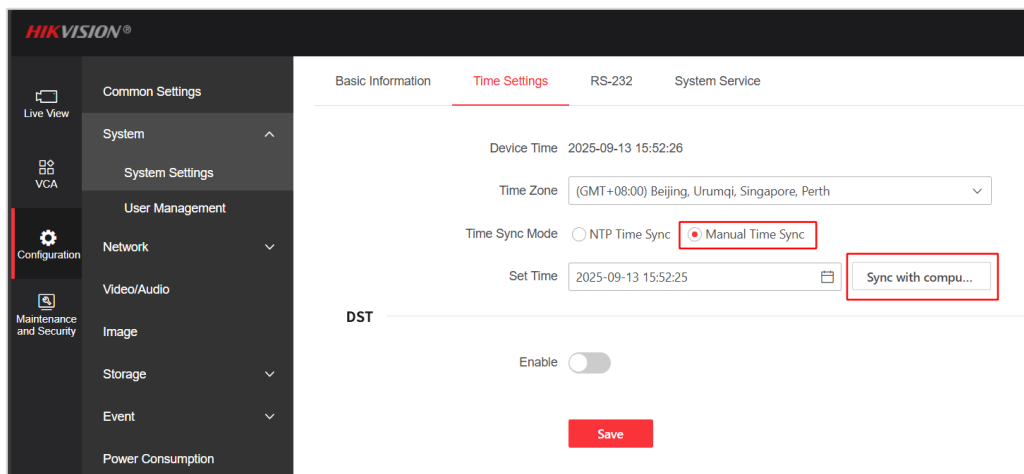 HIKVISION®
Live View
VCA
Configuration
Maintenance
and Security
Common Settings
System
System Settings
User Management
Network
Video/Audio
Image
Storage
Event
Power Consumption
Basic Information Time Settings RS-232 System Service
Device Time 2025-09-13 15:52:26
Time Zone (GMT+08:00) Beijing, Urumqi, Singapore, Perth
Time Sync Mode NTP Time Sync Manual Time Sync
Set Time 2025-09-13 15:52:25 Sync with compu...
DST
Enable
Save